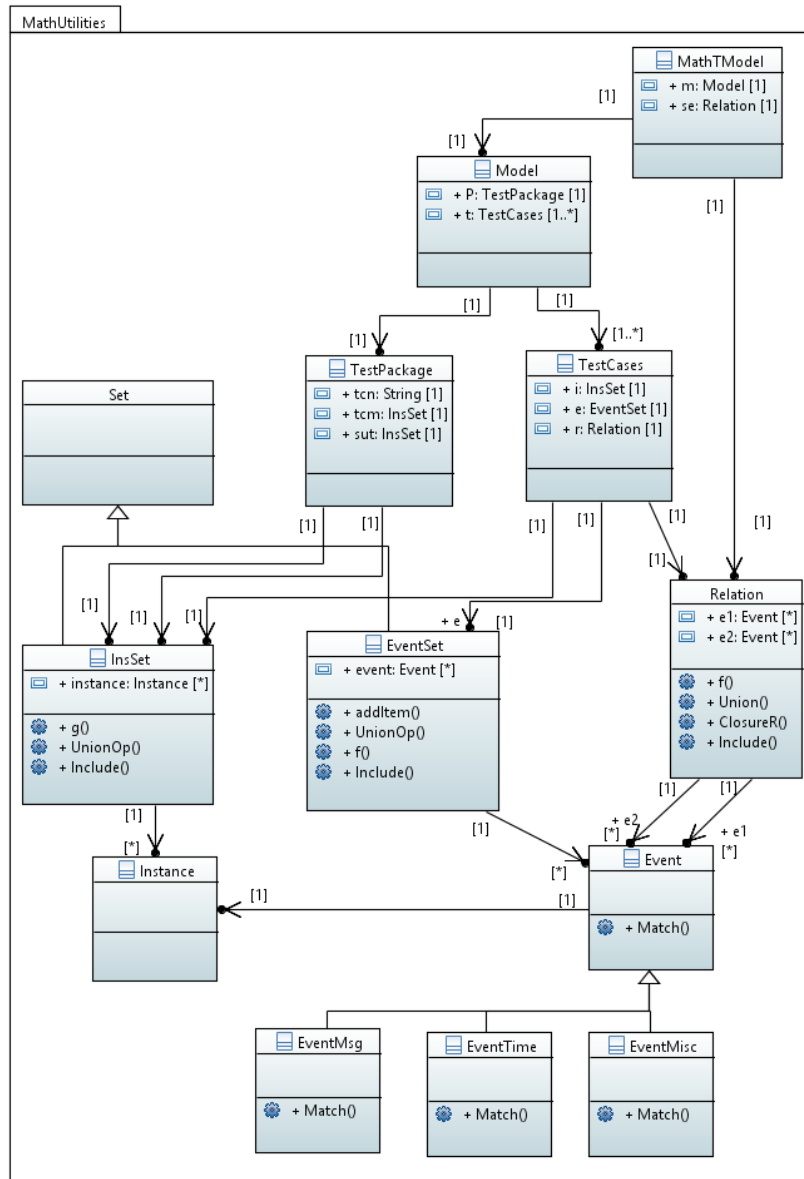 MathUtilities
MathTModel
+ m: Model [1]
+ se: Relation [1]
[1]
[1]
[1]
Model
+ P: TestPackage [1]
+ t: TestCases [1..*]
[1]
[1]
[1]
[1..*]
TestPackage
+ tcn: String [1]
+ tcm: InsSet [1]
+ sut: InsSet [1]
TestCases
+ i: InsSet [1]
+ e: EventSet [1]
+ r: Relation [1]
Set
[1]
[1]
[1]
[1]
[1]
[1]
[1]
[1]
[1]
[1]
+ e
[1]
Relation
+ e1: Event [*]
+ e2: Event [*]
+ f()
+ Union()
+ ClosureR()
+ Include()
InsSet
+ instance: Instance [*]
+ g()
+ UnionOp()
+ Include()
EventSet
+ event: Event [*]
+ addItem()
+ UnionOp()
+ f()
+ Include()
[1]
[*]
[1]
[*]
[1]
[1]
+ e2
[*]
+ e1
[*]
Instance
Event
+ Match()
[1]
[1]
EventMsg
+ Match()
EventTime
+ Match()
EventMisc
+ Match()